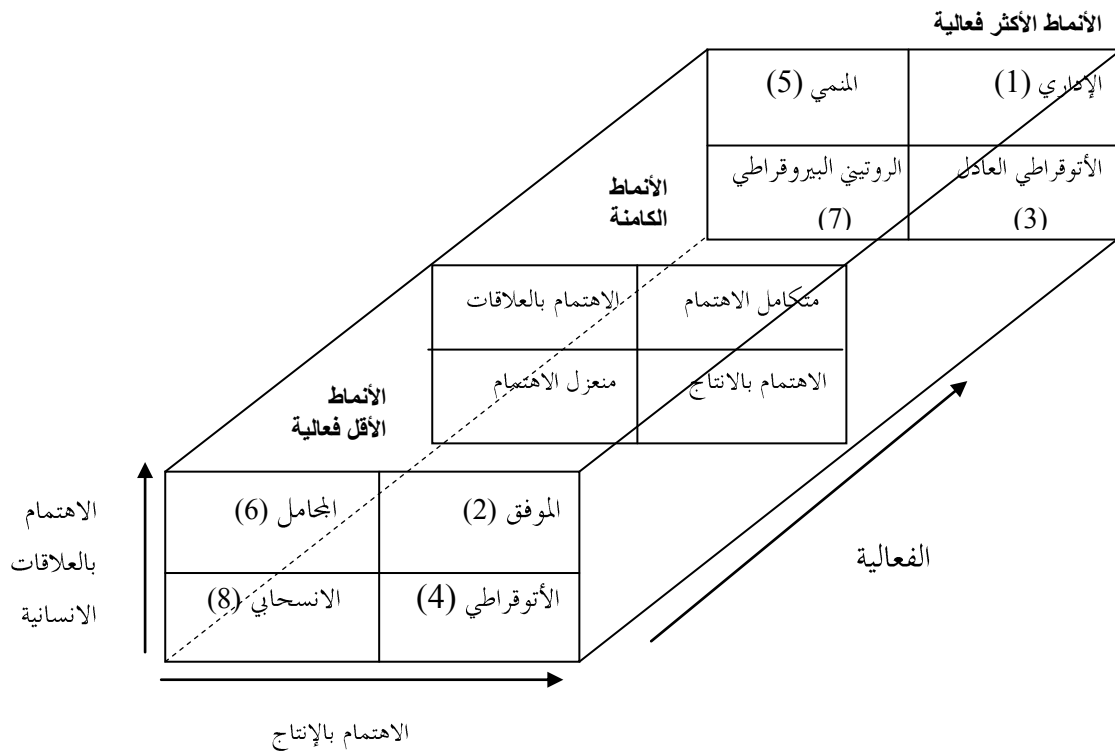 الأنماط الأكثر فعالية
الإداري (1)
المنمي (5)
الأتوقراطي العادل
(3)
الروتيني البيروقراطي
(7)
الأنماط
الكامنة
متكامل الاهتمام
الاهتمام بالعلاقات
الاهتمام بالانتاج
منعزل الاهتمام
الأنماط
الأقل فعالية
الموفق (2)
المجامل (6)
الأتوقراطي (4)
الانسحابي (8)
الفعالية
الاهتمام
بالعلاقات
الانسانية
الاهتمام بالإنتاج